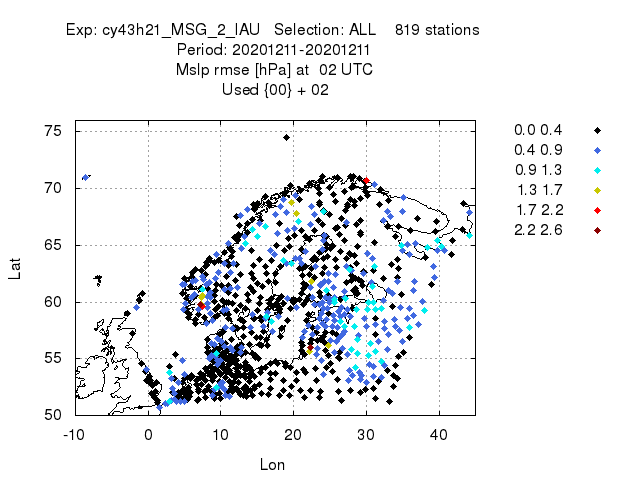 Exp: cy43h21_MSG_2_IAU   Selection: ALL    819 stations
Period: 20201211-20201211
Mslp rmse [hPa] at  02 UTC
Used {00} + 02
0.0 0.4
0.4 0.9
0.9 1.3
1.3 1.7
1.7 2.2
2.2 2.6
75
70
65
60
55
50
Lat
-10 0 10 20 30 40
Lon